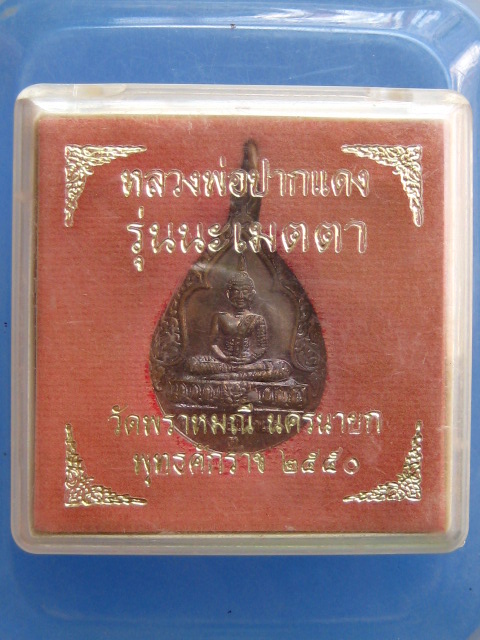 หลวงพ่อปากแดง
รุ่นนะเมตตา
วัดพราหมณี นครนายก
พุทธศักราช ๒๕๕๐